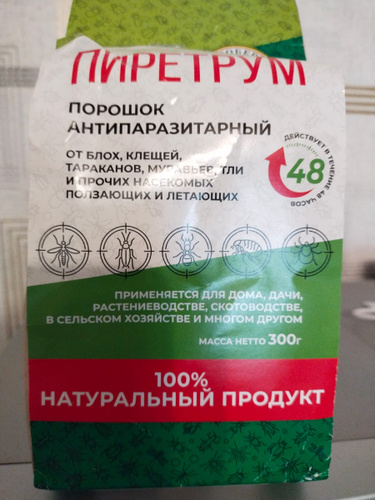 ПИРЕТРУМ
ПОРОШОК
АНТИПАРАЗИТАРНЫЙ
ОТ БЛОХ, КЛЕЩЕЙ,
ТАРАКАНОВ, МУРАВЬЕВ, ТЛИ
И ПРОЧИХ НАСЕКОМЫХ
ПОЛЗАЮЩИХ И ЛЕТАЮЩИХ
ДЕЙСТВУЕТ В ТЕЧЕНИЕ 48 ЧАСОВ
48
ПРИМЕНЯЕТСЯ ДЛЯ ДОМА, ДАЧИ,
РАСТЕНИЕВОДСТВЕ, СКОТОВОДСТВЕ,
В СЕЛЬСКОМ ХОЗЯЙСТВЕ И МНОГОМ ДРУГОМ
МАССА НЕТТО 300г
100%
НАТУРАЛЬНЫЙ ПРОДУКТ